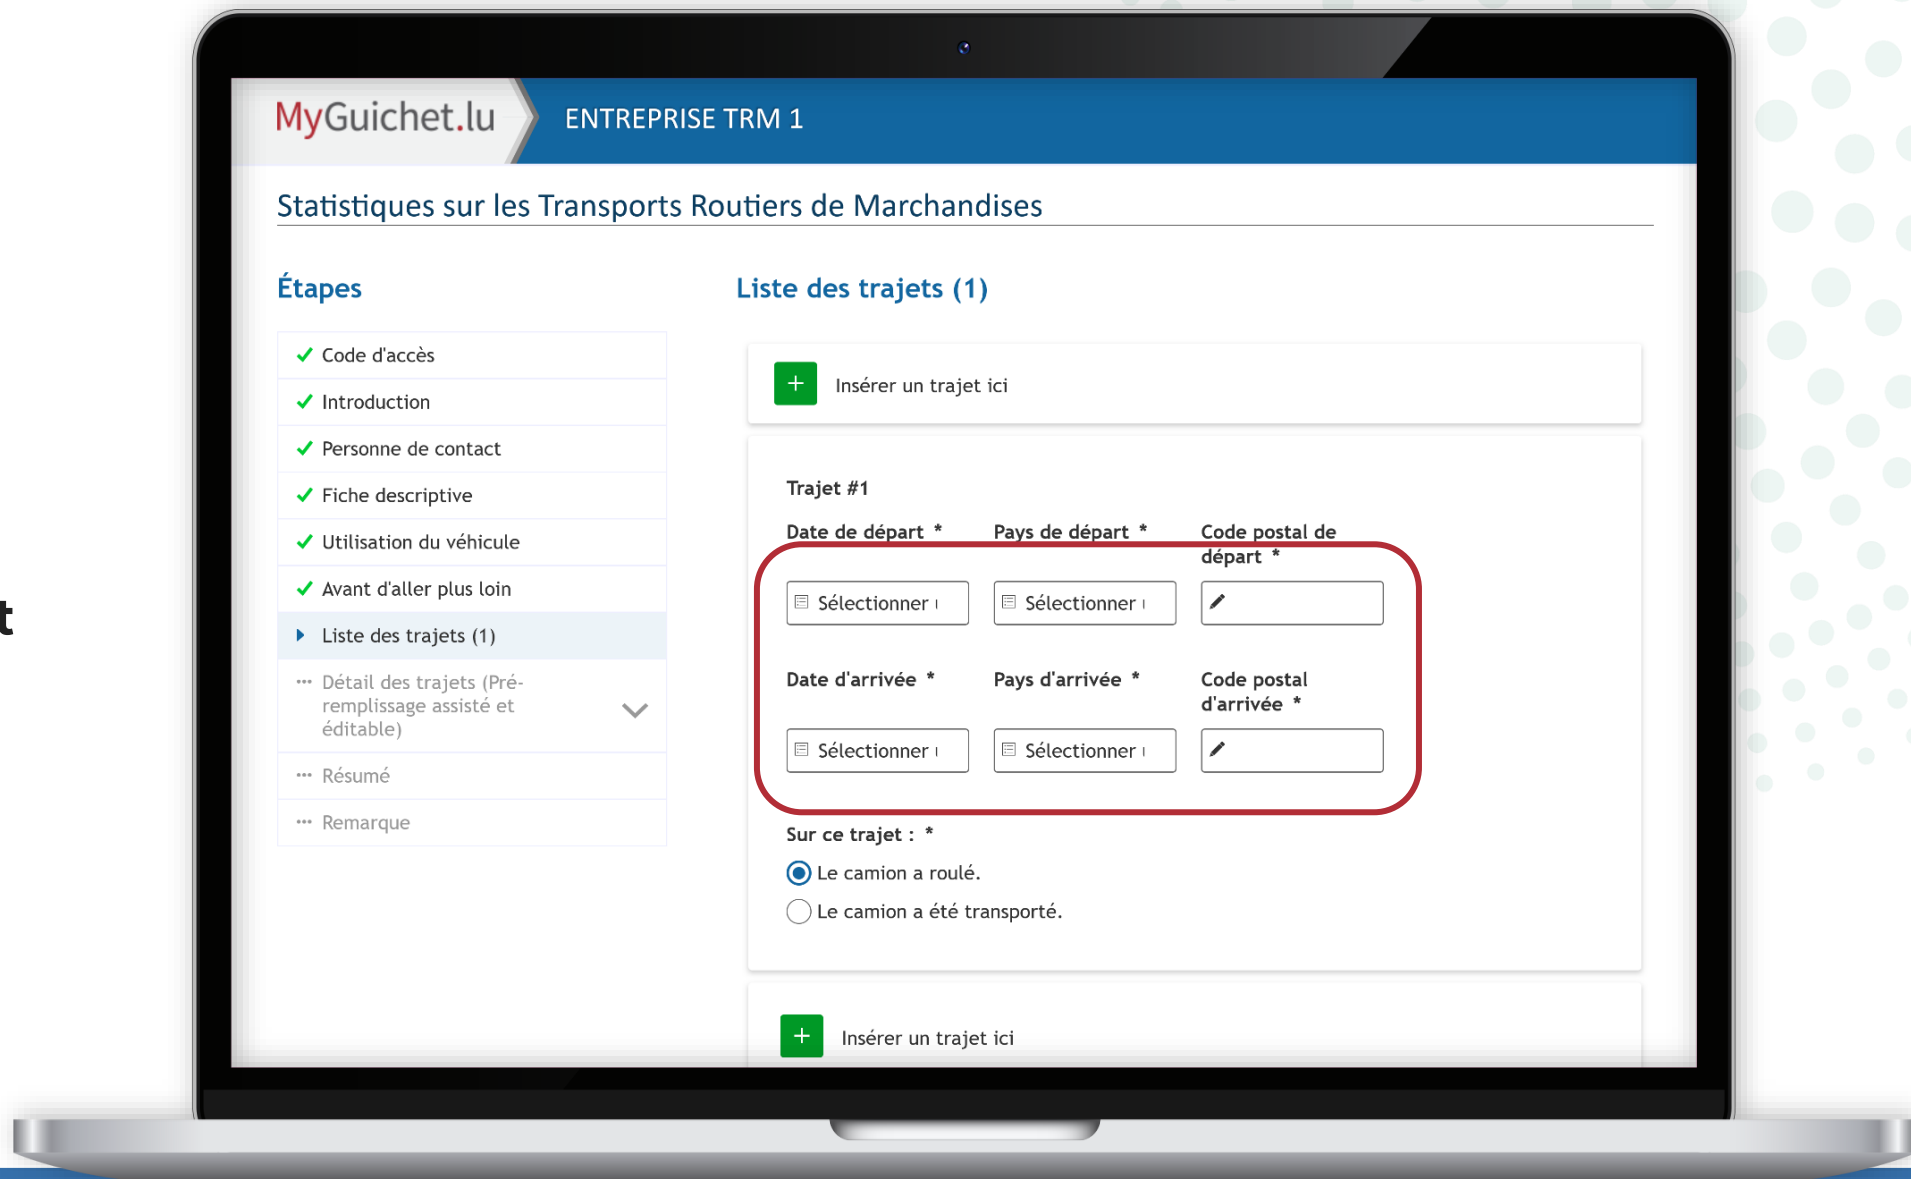 MyGuichet.lu
ENTREPRISE TRM 1
Statistiques sur les Transports Routiers de Marchandises
Étapes
Code d'accès
Introduction
Personne de contact
Fiche descriptive
Utilisation du véhicule
Avant d'aller plus loin
Liste des trajets (1)
Détail des trajets (Pré-
remplissage assisté et
éditable)
Résumé
Remarque
t
Liste des trajets (1)
+ Insérer un trajet ici
Trajet #1
Date de départ * Pays de départ * Code postal de
départ *
Sélectionner Sélectionner
Date d'arrivée * Pays d'arrivée * Code postal
d'arrivée *
Sélectionner Sélectionner
Sur ce trajet : *
Le camion a roulé.
Le camion a été transporté.
+ Insérer un trajet ici